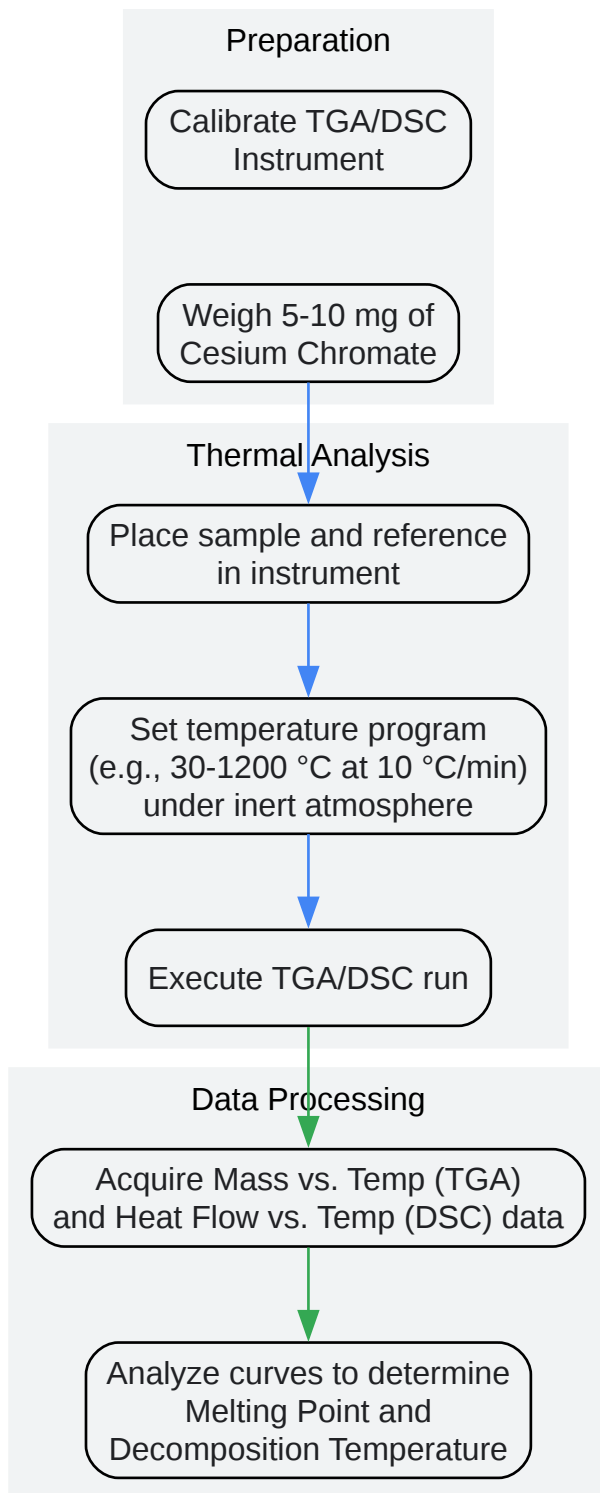 Preparation
Calibrate TGA/DSC
Instrument
Weigh 5-10 mg of
Cesium Chromate
Thermal Analysis
Place sample and reference
in instrument
Set temperature program
(e.g., 30-1200 °C at 10 °C/min)
under inert atmosphere
Execute TGA/DSC run
Data Processing
Acquire Mass vs. Temp (TGA)
and Heat Flow vs. Temp (DSC) data
Analyze curves to determine
Melting Point and
Decomposition Temperature